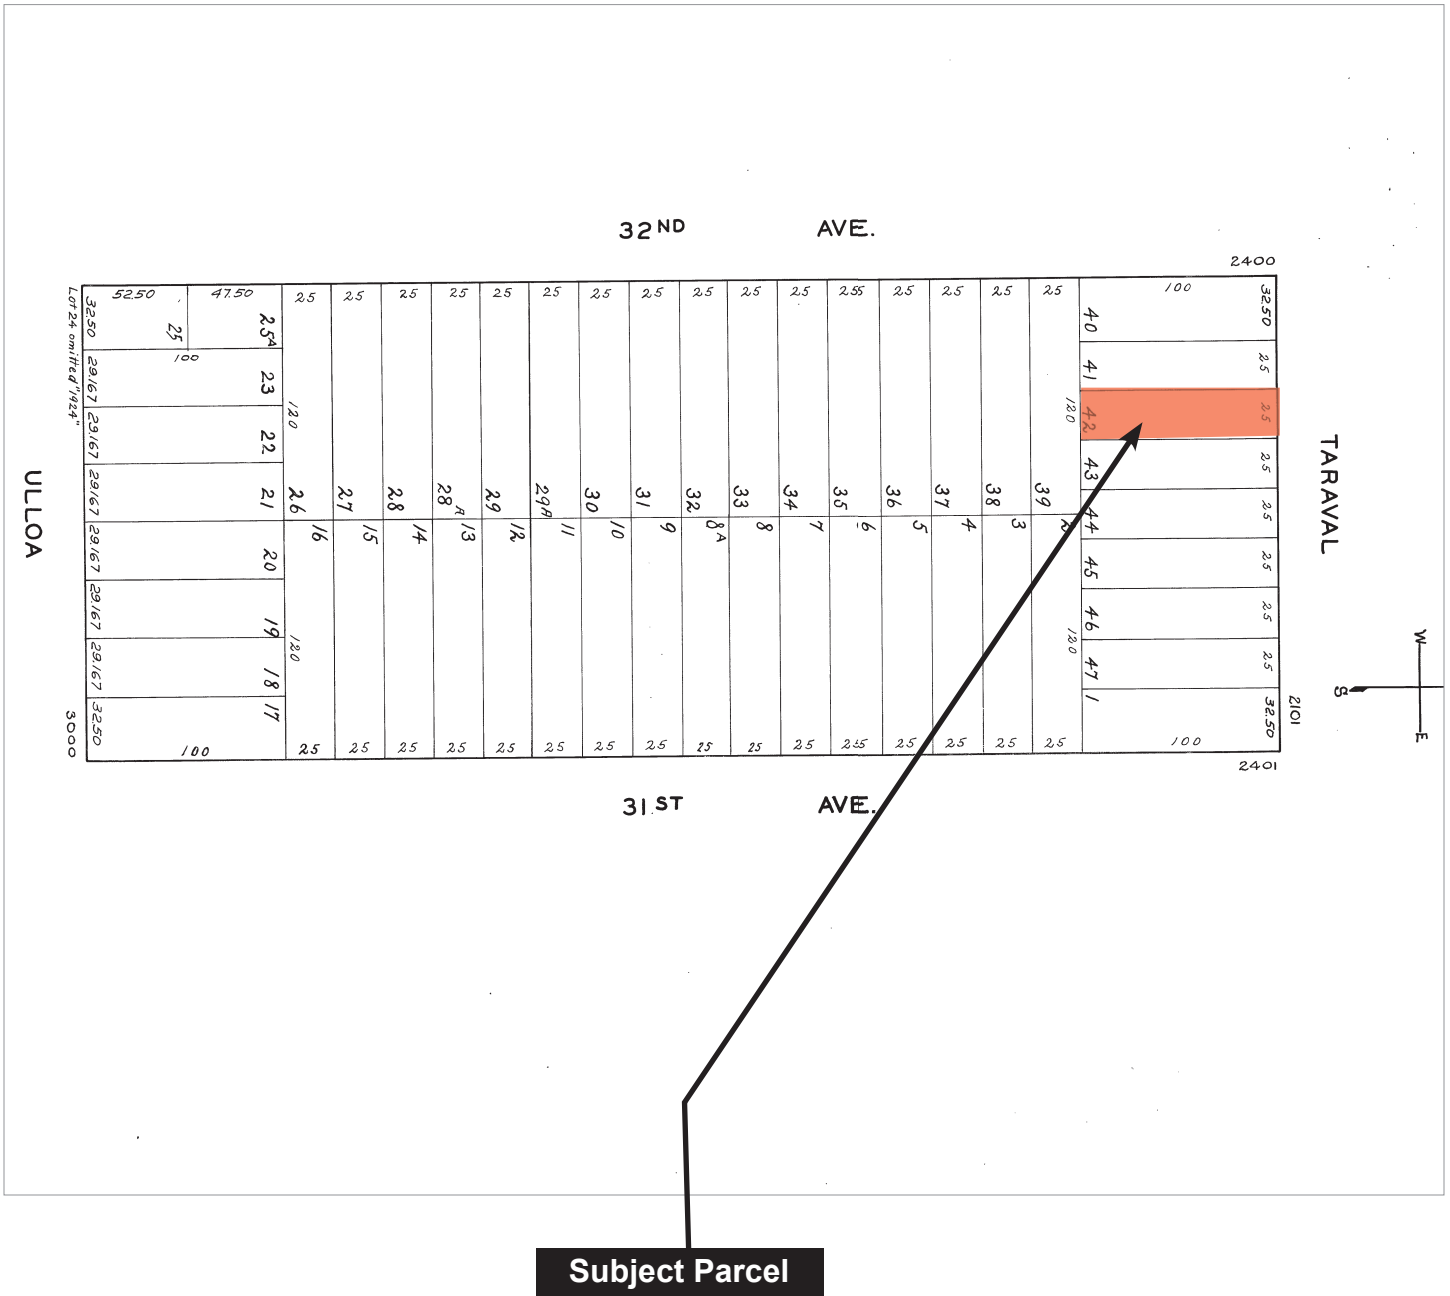 32ND AVE.
2400
52.50 47.50 25 25 25 25 25 25 25 25 25 25 25 255 25 25 25 25 100
32.50 25 25A 40 32.50
Lot 24 omitted "1924"
100
29.167 23 41 25
120 120
29.167 22 42 25
ULLOA
TARAVAL
29.167 21 26 27 28 28A 29 29A 30 31 32 33 34 35 36 37 38 39 43 25
16 15 14 13 12 11 10 9 8A 8 7 6 5 4 3 2 44 25
29.167 20 45 25
29.167 19 46 25
120 120
29.167 18 47 25
W
S
E
3000
32.50 17 1 32.50
2101
100 25 25 25 25 25 25 25 25 25 25 25 255 25 25 25 25 100
2401
31ST AVE.
Subject Parcel